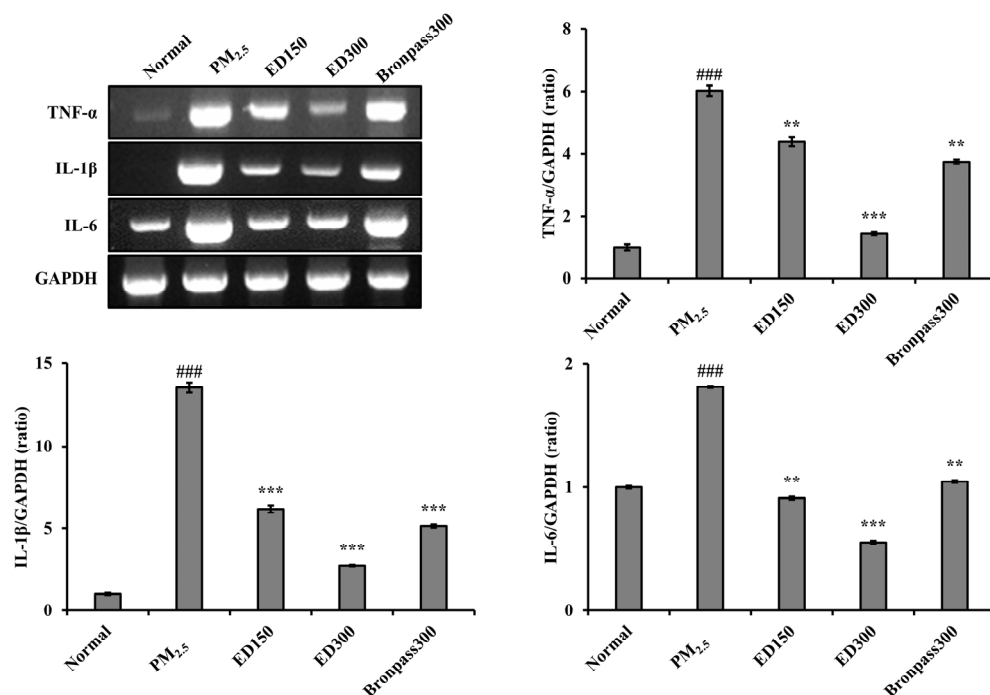 Normal PM2.5 ED150 ED300 Bronpass300
TNF-α
IL-1β
IL-6
GAPDH
TNF-α/GAPDH (ratio)
8
6
4
2
0
###
**
***
**
Normal PM2.5 ED150 ED300 Bronpass300
IL-1β/GAPDH (ratio)
15
10
5
0
###
***
***
***
Normal PM2.5 ED150 ED300 Bronpass300
IL-6/GAPDH (ratio)
2
1
0
###
**
***
**
Normal PM2.5 ED150 ED300 Bronpass300